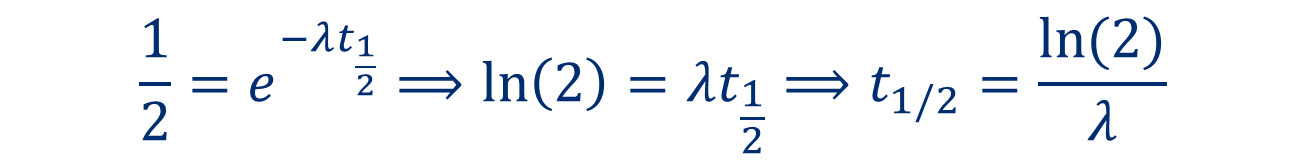 1/2 = e^{-λt_{1/2}} ⟹ ln(2) = λt_{1/2} ⟹ t_{1/2} = ln(2)/λ